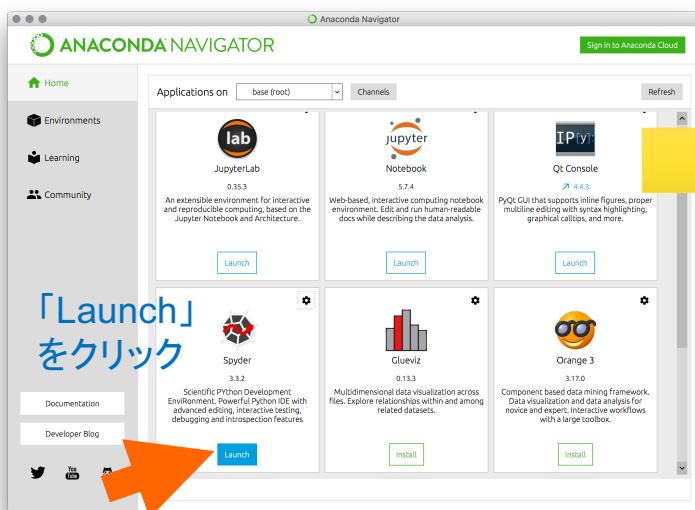 Anaconda Navigator
ANACONDA NAVIGATOR
Sign in to Anaconda Cloud
Home
Environments
Learning
Community
Applications on
base (root)
Channels
Refresh
lab
JupyterLab
0.35.3
An extensible environment for interactive
and reproducible computing, based on the
Jupyter Notebook and Architecture.
Launch
jupyter
Notebook
5.7.4
Web-based, interactive computing notebook
environment. Edit and run human-readable
docs while describing the data analysis.
Launch
IP[y]:
Qt Console
4.4.3
PyQt GUI that supports inline figures, proper
multiline editing with syntax highlighting,
graphical calltips, and more.
Launch
「Launch」
をクリック
Spyder
3.3.2
Scientific PYthon Development
EnviRonment. Powerful Python IDE with
advanced editing, interactive testing,
debugging and introspection features
Launch
Glueviz
0.13.3
Multidimensional data visualization across
files. Explore relationships within and among
related datasets.
Install
Orange 3
3.17.0
Component based data mining framework.
Data visualization and data analysis for
novice and expert. Interactive workflows
with a large toolbox.
Install
Documentation
Developer Blog
You
Tube